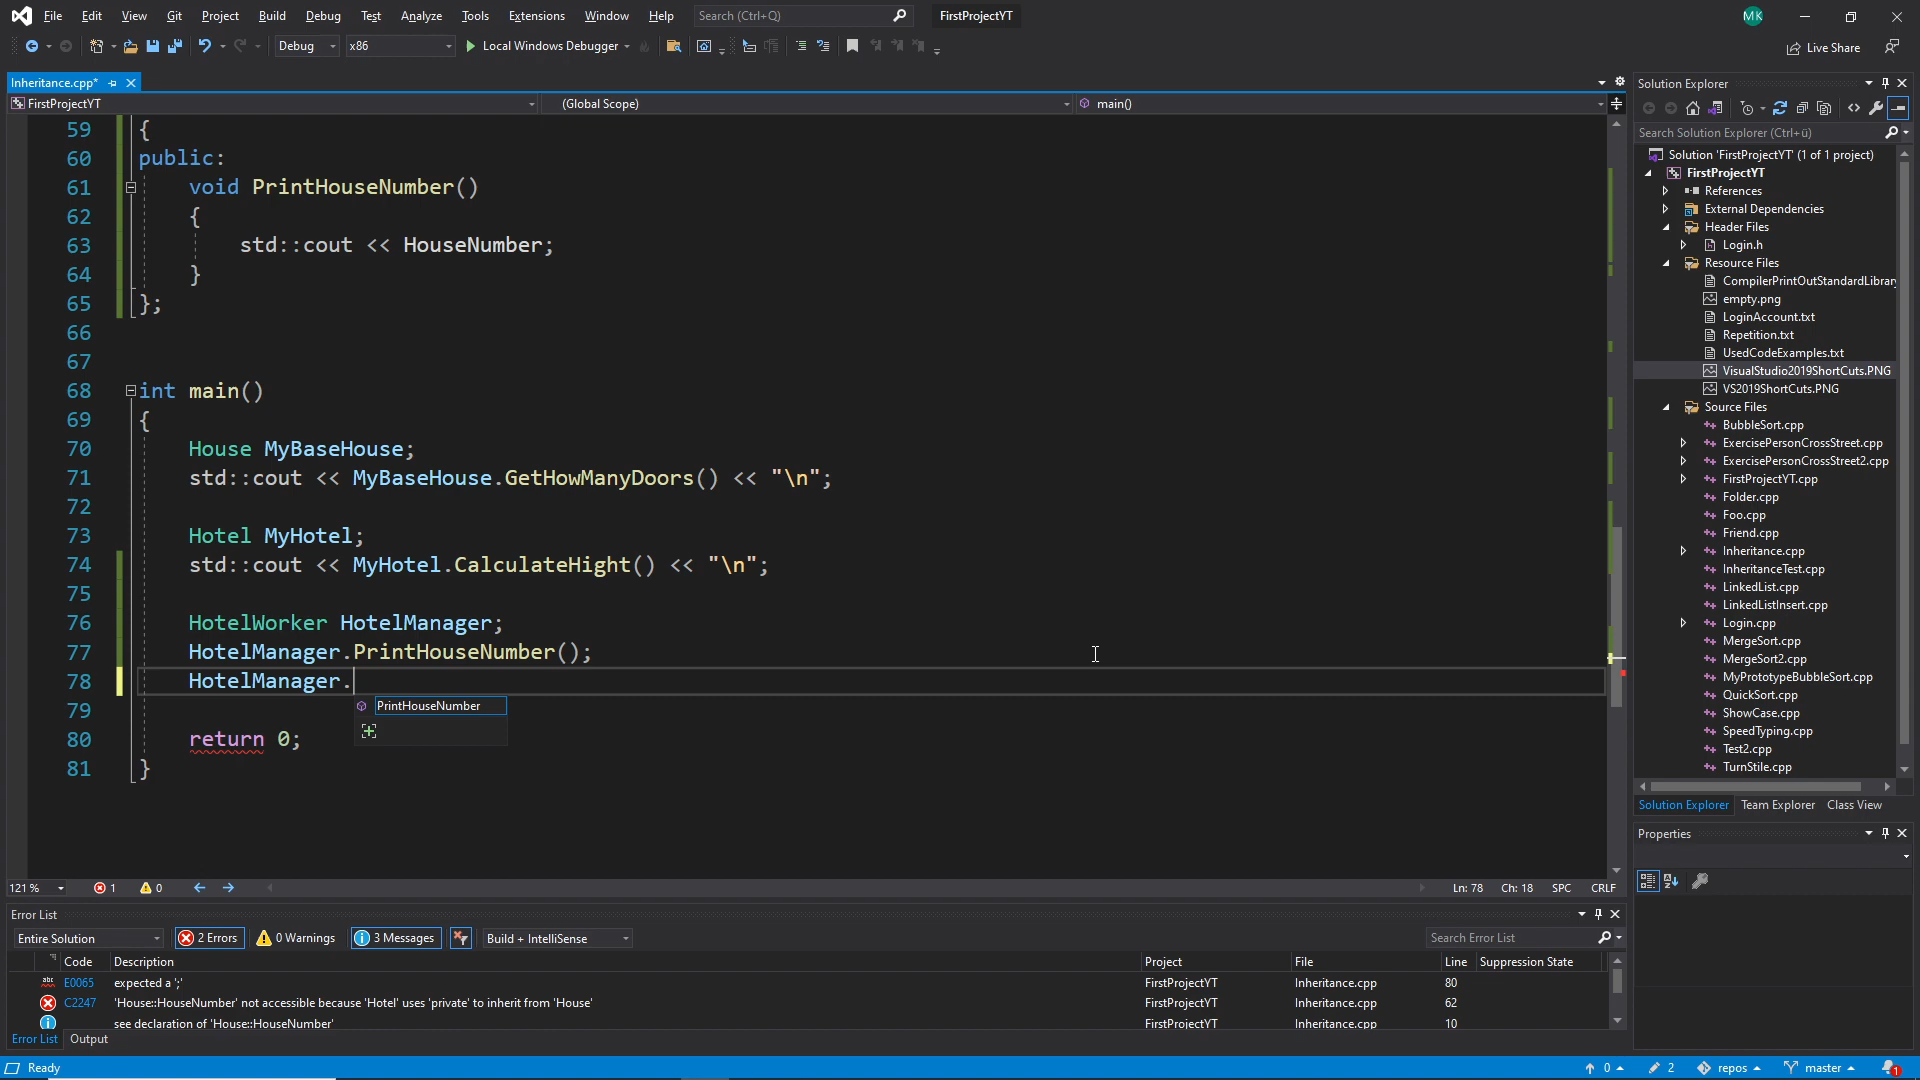 File Edit View Git Project Build Debug Test Analyze Tools Extensions Window Help Search (Ctrl+Q) FirstProjectYT MK
Debug x86 Local Windows Debugger Live Share
Inheritance.cpp*
FirstProjectYT (Global Scope) main()
59 {
60 public:
61 void PrintHouseNumber()
62 {
63 std::cout << HouseNumber;
64 }
65 };
66
67
68 int main()
69 {
70 House MyBaseHouse;
71 std::cout << MyBaseHouse.GetHowManyDoors() << "\n";
72
73 Hotel MyHotel;
74 std::cout << MyHotel.CalculateHight() << "\n";
75
76 HotelWorker HotelManager;
77 HotelManager.PrintHouseNumber();
78 HotelManager.
PrintHouseNumber
79
80 return 0;
81 }
121 % 1 0 Ln: 78 Ch: 18 SPC CRLF
Error List
Entire Solution 2 Errors 0 Warnings 3 Messages Build + IntelliSense Search Error List
Code Description Project File Line Suppression State
abc E0065 expected a ';' FirstProjectYT Inheritance.cpp 80
C2247 'House::HouseNumber' not accessible because 'Hotel' uses 'private' to inherit from 'House' FirstProjectYT Inheritance.cpp 62
see declaration of 'House::HouseNumber' FirstProjectYT Inheritance.cpp 10
Error List Output
Solution Explorer
Search Solution Explorer (Ctrl+ü)
Solution 'FirstProjectYT' (1 of 1 project)
FirstProjectYT
References
External Dependencies
Header Files
Login.h
Resource Files
CompilerPrintOutStandardLibrary
empty.png
LoginAccount.txt
Repetition.txt
UsedCodeExamples.txt
VisualStudio2019ShortCuts.PNG
VS2019ShortCuts.PNG
Source Files
BubbleSort.cpp
ExercisePersonCrossStreet.cpp
ExercisePersonCrossStreet2.cpp
FirstProjectYT.cpp
Folder.cpp
Foo.cpp
Friend.cpp
Inheritance.cpp
InheritanceTest.cpp
LinkedList.cpp
LinkedListInsert.cpp
Login.cpp
MergeSort.cpp
MergeSort2.cpp
MyPrototypeBubbleSort.cpp
QuickSort.cpp
ShowCase.cpp
SpeedTyping.cpp
Test2.cpp
TurnStile.cpp
Solution Explorer Team Explorer Class View
Properties
Ready 0 2 repos master 1